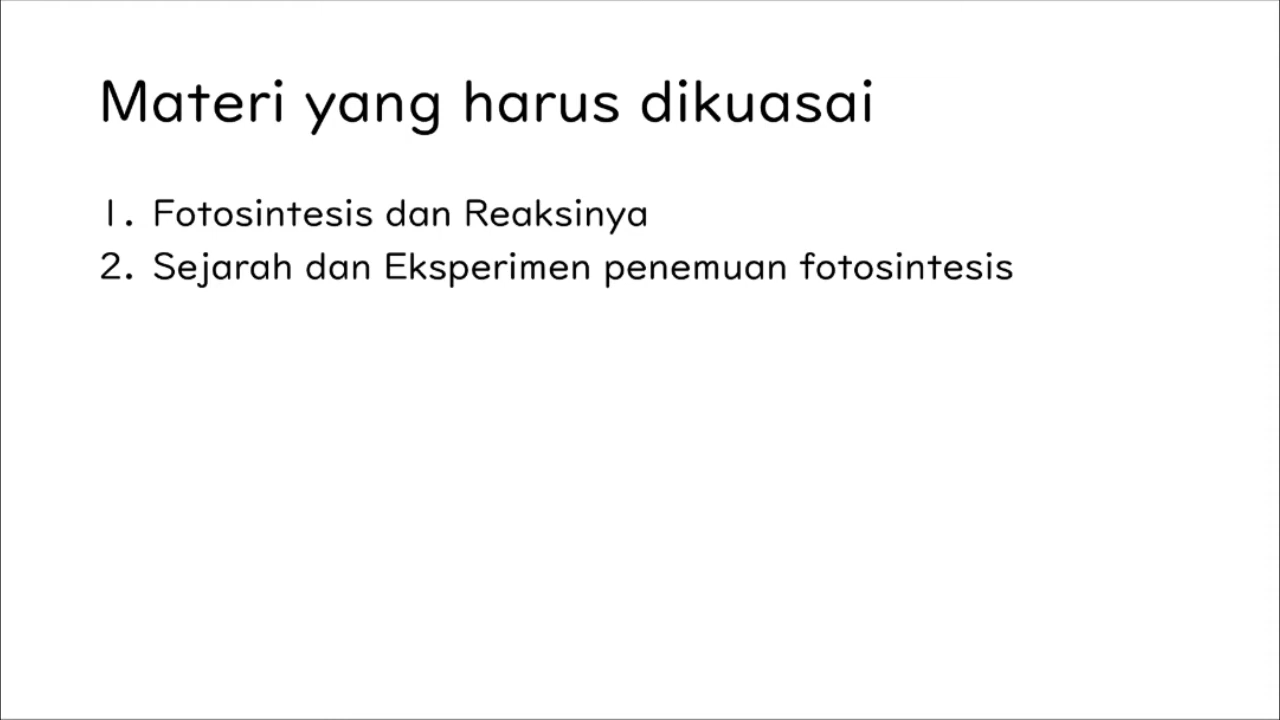 Materi yang harus dikuasai
1. Fotosintesis dan Reaksinya
2. Sejarah dan Eksperimen penemuan fotosintesis